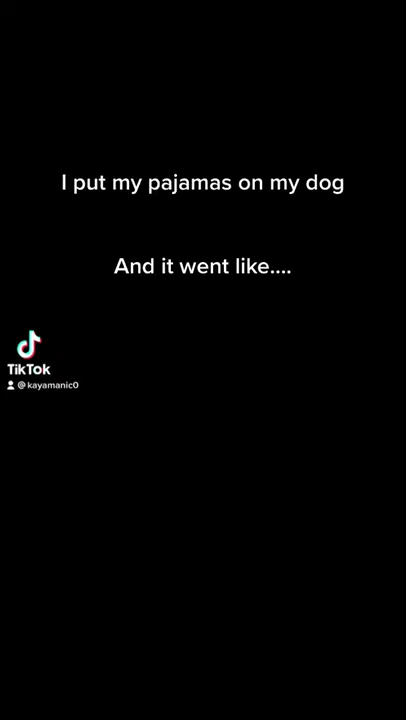 I put my pajamas on my dog
And it went like....
TikTok
@kayamanic0